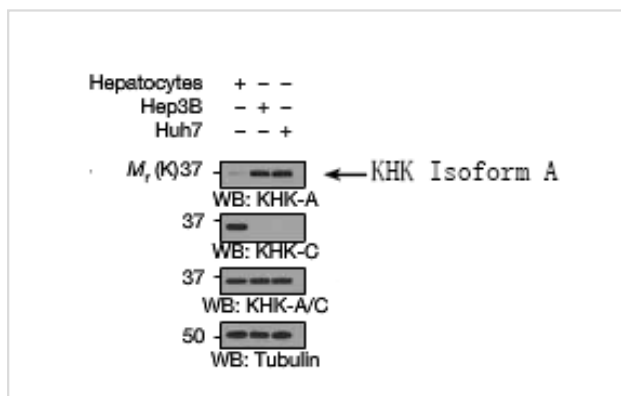 Hepatocytes + – –
Hep3B – + –
Huh7 – – +
Mr (K) 37
KHK Isoform A
WB: KHK-A
37
WB: KHK-C
37
WB: KHK-A/C
50
WB: Tubulin